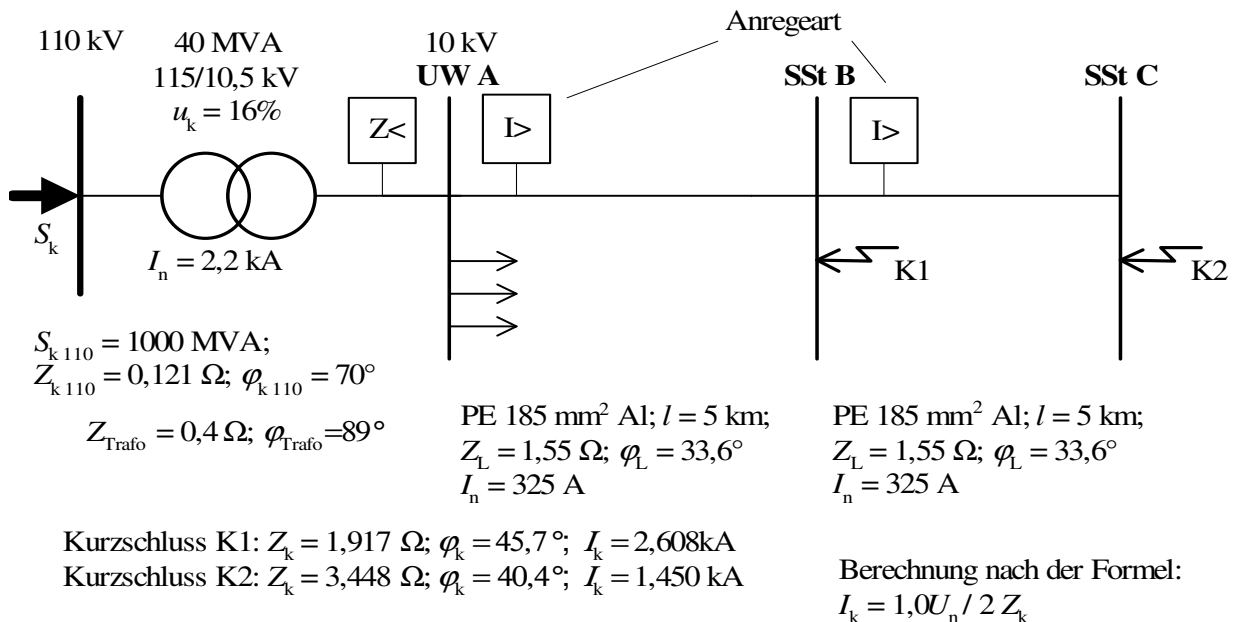 110 kV
40 MVA
115/10,5 kV
u_k = 16%
10 kV
UW A
Anregeart
SSt B
SSt C
Z<
I>
I>
S_k
I_n = 2,2 kA
K1
K2
S_k 110 = 1000 MVA;
Z_k 110 = 0,121 Ω; φ_k 110 = 70°
Z_Trafo = 0,4 Ω; φ_Trafo=89°
PE 185 mm² Al; l = 5 km;
Z_L = 1,55 Ω; φ_L = 33,6°
I_n = 325 A
PE 185 mm² Al; l = 5 km;
Z_L = 1,55 Ω; φ_L = 33,6°
I_n = 325 A
Kurzschluss K1: Z_k = 1,917 Ω; φ_k = 45,7°; I_k = 2,608kA
Kurzschluss K2: Z_k = 3,448 Ω; φ_k = 40,4°; I_k = 1,450 kA
Berechnung nach der Formel:
I_k = 1,0U_n / 2 Z_k